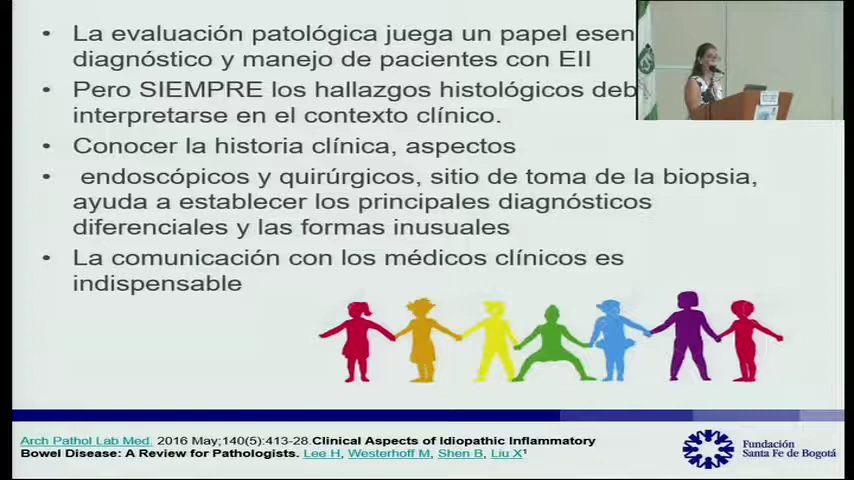 • La evaluación patológica juega un papel esen
diagnóstico y manejo de pacientes con EII
• Pero SIEMPRE los hallazgos histológicos deb
interpretarse en el contexto clínico.
• Conocer la historia clínica, aspectos
• endoscópicos y quirúrgicos, sitio de toma de la biopsia,
ayuda a establecer los principales diagnósticos
diferenciales y las formas inusuales
• La comunicación con los médicos clínicos es
indispensable
Arch Pathol Lab Med. 2016 May;140(5):413-28.Clinical Aspects of Idiopathic Inflammatory
Bowel Disease: A Review for Pathologists. Lee H, Westerhoff M, Shen B, Liu X¹
Fundación
Santa Fe de Bogotá